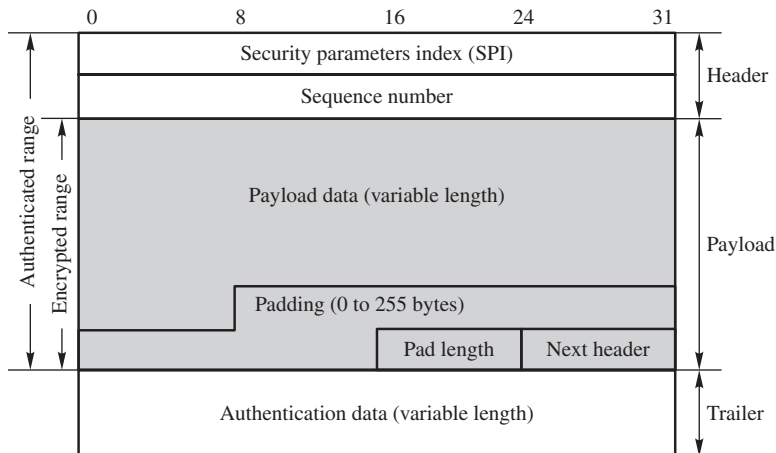 0 8 16 24 31
Security parameters index (SPI)
Header
Sequence number
Authenticated range
Encrypted range
Payload data (variable length)
Payload
Padding (0 to 255 bytes)
Pad length
Next header
Authentication data (variable length)
Trailer